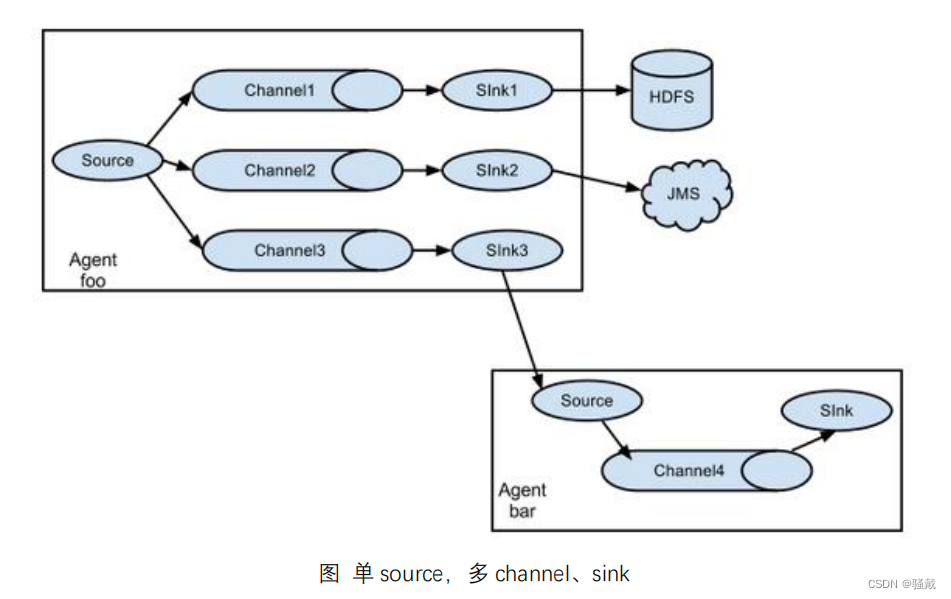 Channel1
SInk1
HDFS
Source
Channel2
SInk2
JMS
Channel3
SInk3
Agent
foo
Source
SInk
Channel4
Agent
bar
图 单 source，多 channel、sink
CSDN @骚戴